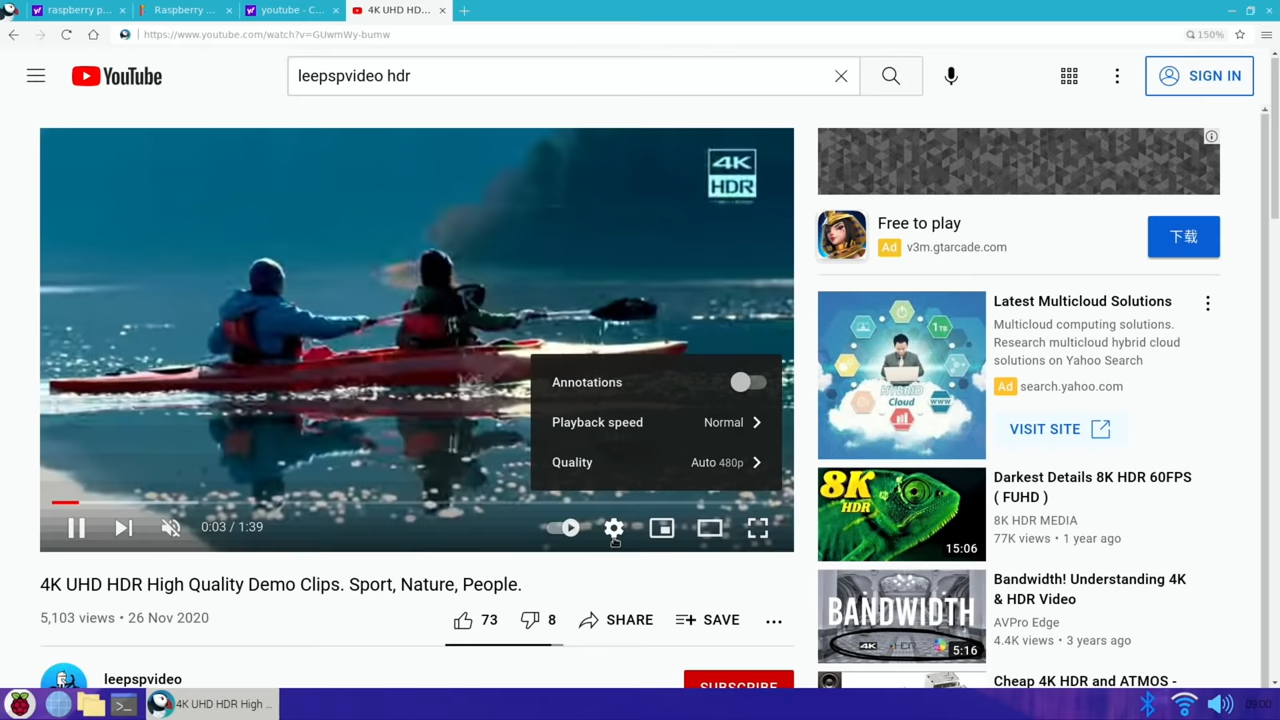 raspberry p...
Raspberry ...
youtube - C...
4K UHD HD...
https://www.youtube.com/watch?v=GUwmWy-bumw
150%
YouTube
leepspvideo hdr
SIGN IN
4K
HDR
Annotations
Playback speed
Normal
Quality
Auto 480p
0:03 / 1:39
4K UHD HDR High Quality Demo Clips. Sport, Nature, People.
5,103 views • 26 Nov 2020
73
8
SHARE
SAVE
leepspvideo
SUBSCRIBE
Free to play
Ad v3m.gtarcade.com
下载
1TB
WWW
HYBRID
Cloud
Latest Multicloud Solutions
Multicloud computing solutions.
Research multicloud hybrid cloud
solutions on Yahoo Search
Ad search.yahoo.com
VISIT SITE
8K
HDR
15:06
Darkest Details 8K HDR 60FPS
( FUHD )
8K HDR MEDIA
77K views • 1 year ago
BANDWIDTH
4K
HDR
5:16
Bandwidth! Understanding 4K
& HDR Video
AVPro Edge
4.4K views • 3 years ago
Cheap 4K HDR and ATMOS -
4K UHD HDR High ...
09:00